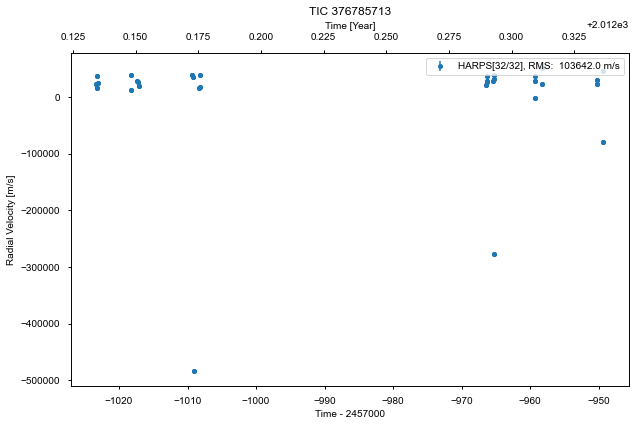 TIC 376785713
Time [Year]
+2.012e3
0.125 0.150 0.175 0.200 0.225 0.250 0.275 0.300 0.325
HARPS[32/32], RMS: 103642.0 m/s
Radial Velocity [m/s]
0
−100000
−200000
−300000
−400000
−500000
−1020 −1010 −1000 −990 −980 −970 −960 −950
Time - 2457000